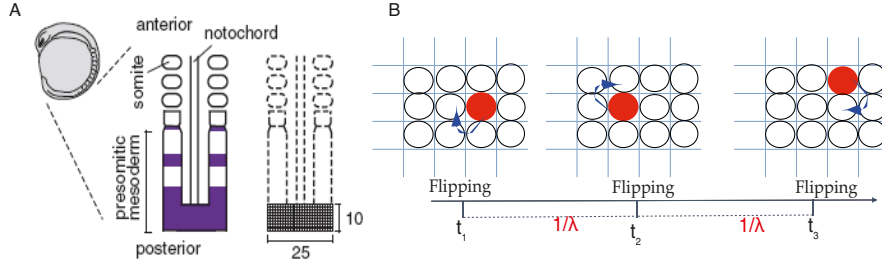 A
anterior
notochord
somite
presomitic
mesoderm
posterior
10
25
B
Flipping
Flipping
Flipping
t1
1/λ
t2
1/λ
t3